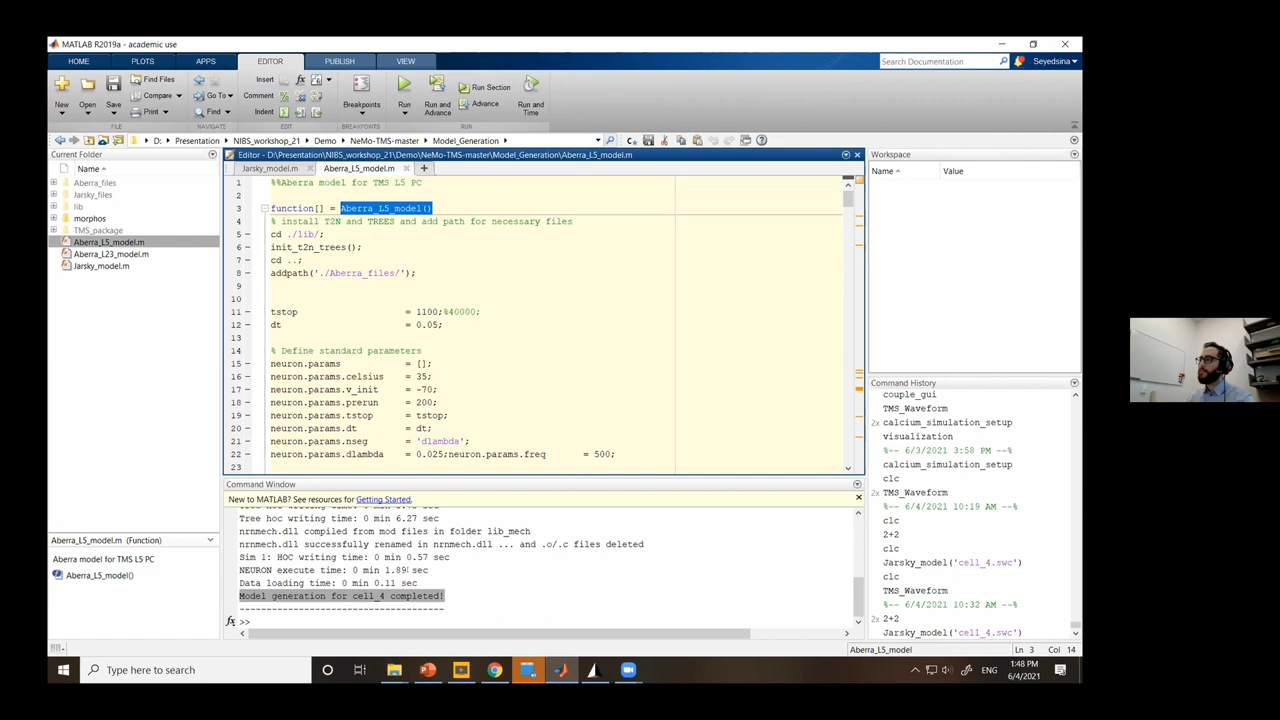 MATLAB R2019a - academic use
HOME PLOTS APPS EDITOR PUBLISH VIEW
Search Documentation
Seyedsina
New Open Save
Find Files
Compare
Print
Go To
Find
Insert
Comment
Indent
Breakpoints
Run
Run and Advance
Run Section
Advance
Run and Time
FILE NAVIGATE EDIT BREAKPOINTS RUN
D: Presentation NIBS_workshop_21 Demo NeMo-TMS-master Model_Generation
Current Folder
Name
Aberra_files
Jarsky_files
lib
morphos
TMS_package
Aberra_L5_model.m
Aberra_L23_model.m
Jarsky_model.m
Aberra_L5_model.m (Function)
Aberra model for TMS L5 PC
Aberra_L5_model()
Editor - D:\Presentation\NIBS_workshop_21\Demo\NeMo-TMS-master\Model_Generation\Aberra_L5_model.m
Jarsky_model.m Aberra_L5_model.m
1 %%Aberra model for TMS L5 PC
2
3 function[] = Aberra_L5_model()
4 % install T2N and TREES and add path for necessary files
5 cd ./lib/;
6 init_t2n_trees();
7 cd ..;
8 addpath('./Aberra_files/');
9
10
11 tstop = 1100;%40000;
12 dt = 0.05;
13
14 % Define standard parameters
15 neuron.params = [];
16 neuron.params.celsius = 35;
17 neuron.params.v_init = -70;
18 neuron.params.prerun = 200;
19 neuron.params.tstop = tstop;
20 neuron.params.dt = dt;
21 neuron.params.nseg = 'dlambda';
22 neuron.params.dlambda = 0.025;neuron.params.freq = 500;
23
Command Window
New to MATLAB? See resources for Getting Started.
Tree hoc writing time: 0 min 6.27 sec
nrnmech.dll compiled from mod files in folder lib_mech
nrnmech.dll successfully renamed in nrnmech.dll ... and .o/.c files deleted
Sim 1: HOC writing time: 0 min 0.57 sec
NEURON execute time: 0 min 1.89 sec
Data loading time: 0 min 0.11 sec
Model generation for cell_4 completed!
----------------------------------------
fx >>
Workspace
Name Value
Command History
couple_gui
TMS_Waveform
2x calcium_simulation_setup
visualization
%-- 6/3/2021 3:58 PM --%
calcium_simulation_setup
clc
2x TMS_Waveform
%-- 6/4/2021 10:19 AM --%
clc
2+2
clc
Jarsky_model('cell_4.swc')
clc
TMS_Waveform
%-- 6/4/2021 10:32 AM --%
2x 2+2
Jarsky_model('cell_4.swc')
Aberra_L5_model
Ln 3 Col 14
Type here to search
ENG
1:48 PM
6/4/2021